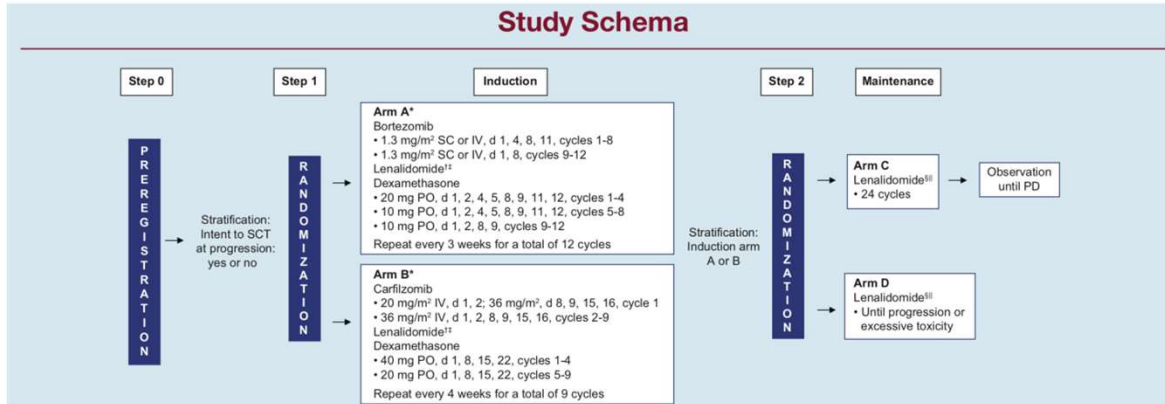 Study Schema
Step 0
Step 1
Induction
Step 2
Maintenance
PREREGISTRATION
Stratification:
Intent to SCT
at progression:
yes or no
RANDOMIZATION
Arm A*
Bortezomib
• 1.3 mg/m² SC or IV, d 1, 4, 8, 11, cycles 1-8
• 1.3 mg/m² SC or IV, d 1, 8, cycles 9-12
Lenalidomide†‡
Dexamethasone
• 20 mg PO, d 1, 2, 4, 5, 8, 9, 11, 12, cycles 1-4
• 10 mg PO, d 1, 2, 4, 5, 8, 9, 11, 12, cycles 5-8
• 10 mg PO, d 1, 2, 8, 9, cycles 9-12
Repeat every 3 weeks for a total of 12 cycles
Arm B*
Carfilzomib
• 20 mg/m² IV, d 1, 2; 36 mg/m², d 8, 9, 15, 16, cycle 1
• 36 mg/m² IV, d 1, 2, 8, 9, 15, 16, cycles 2-9
Lenalidomide†‡
Dexamethasone
• 40 mg PO, d 1, 8, 15, 22, cycles 1-4
• 20 mg PO, d 1, 8, 15, 22, cycles 5-9
Repeat every 4 weeks for a total of 9 cycles
Stratification:
Induction arm
A or B
RANDOMIZATION
Arm C
Lenalidomide§||
• 24 cycles
Observation
until PD
Arm D
Lenalidomide§||
• Until progression or
excessive toxicity